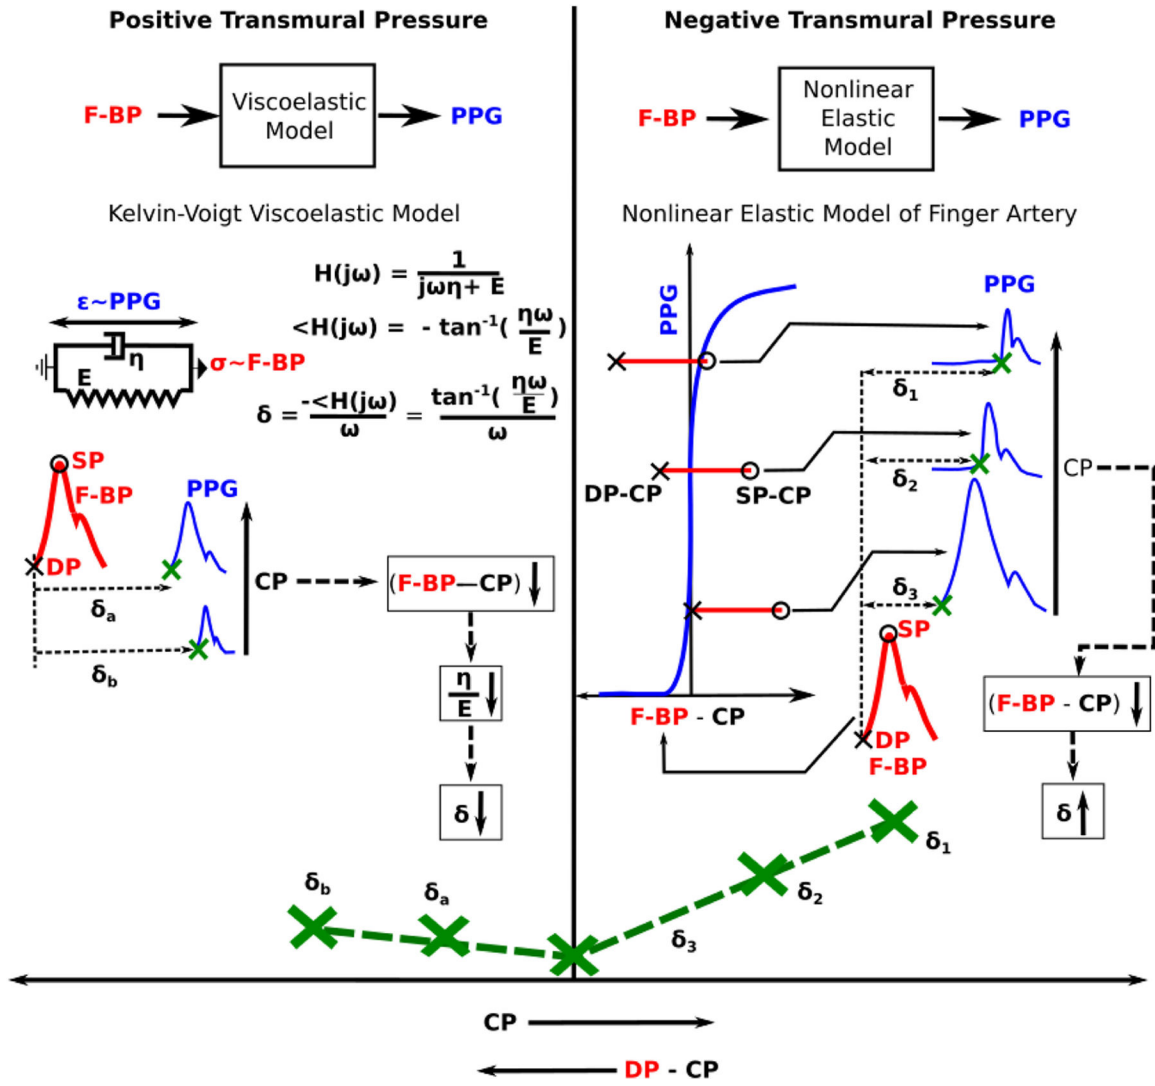 Positive Transmural Pressure
F-BP
Viscoelastic
Model
PPG
Kelvin-Voigt Viscoelastic Model
ε~PPG
η
E
σ~F-BP
H(jω) = 1
jωη+ E
<H(jω) = - tan⁻¹( ηω
E )
δ = -<H(jω)
ω
= tan⁻¹( ηω
E )
ω
SP
F-BP
DP
PPG
δa
δb
CP
(F-BP—CP)
η
E
δ
Negative Transmural Pressure
F-BP
Nonlinear
Elastic
Model
PPG
Nonlinear Elastic Model of Finger Artery
PPG
PPG
δ₁
DP-CP
SP-CP
δ₂
CP
δ₃
SP
F-BP - CP
DP
F-BP
(F-BP - CP)
δ
δb
δa
δ₃
δ₂
δ₁
CP
DP - CP